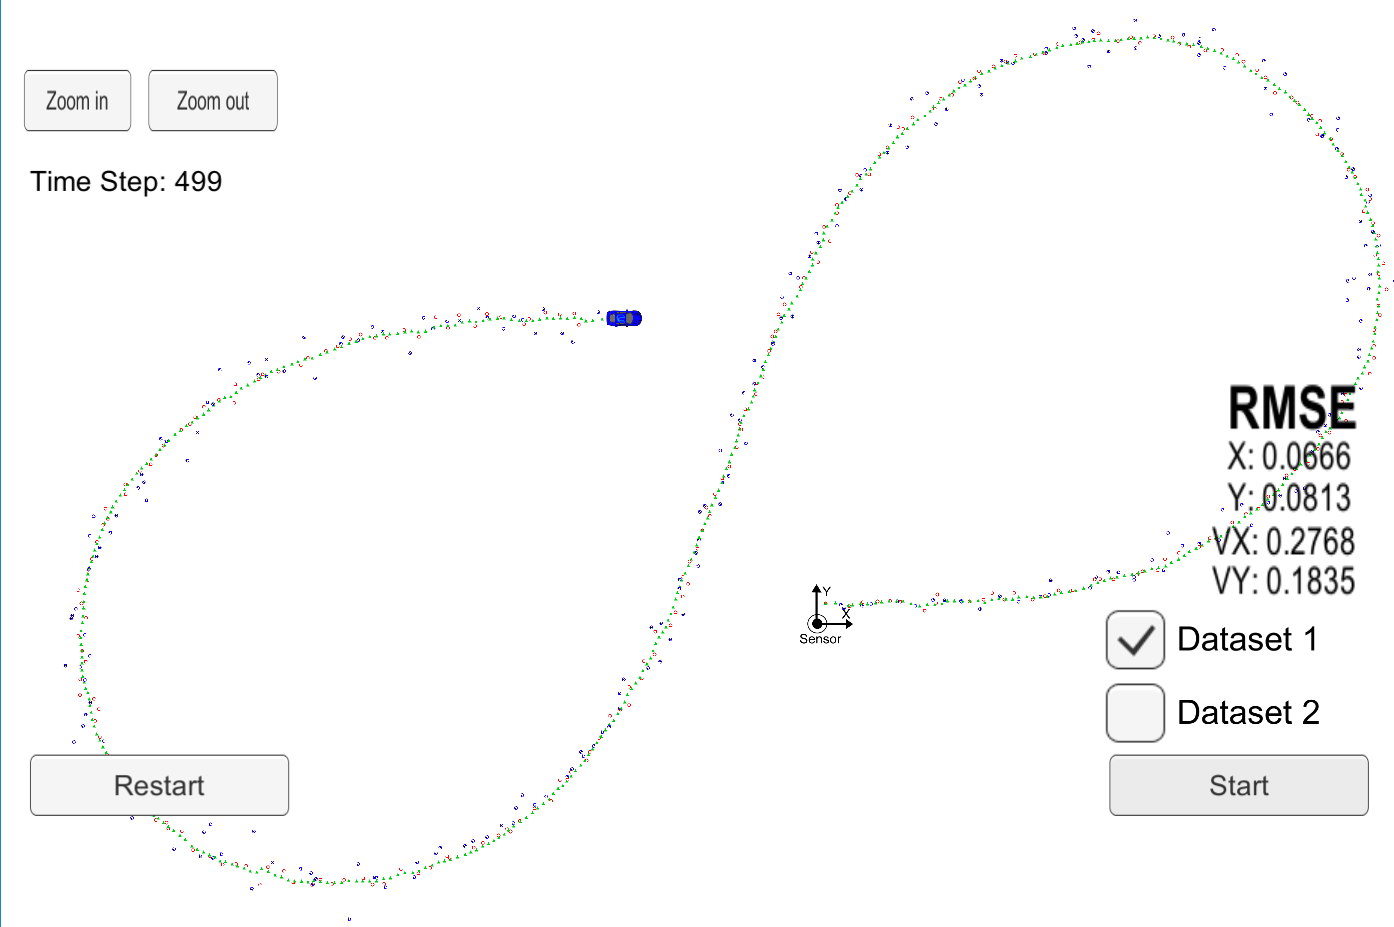 Zoom in
Zoom out
Time Step: 499
RMSE
X: 0.0666
Y: 0.0813
VX: 0.2768
VY: 0.1835
Y
X
Sensor
Dataset 1
Dataset 2
Restart
Start